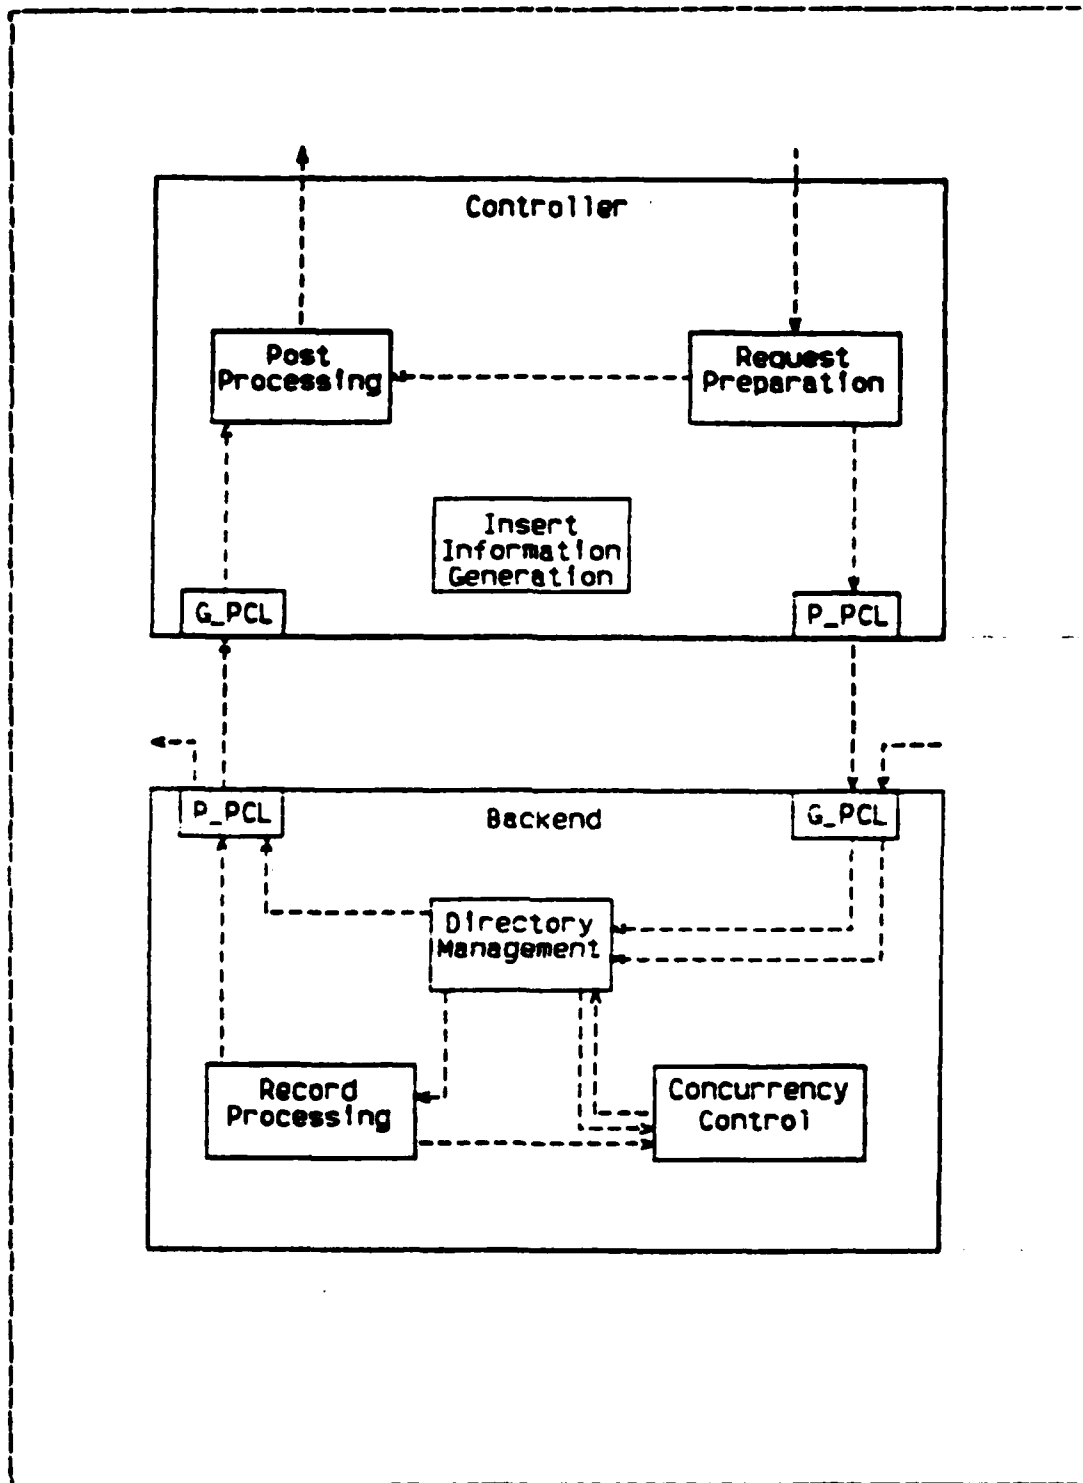 Controller
Post
Processing
Request
Preparation
Insert
Information
Generation
G_PCL
P_PCL
P_PCL
Backend
G_PCL
Directory
Management
Record
Processing
Concurrency
Control